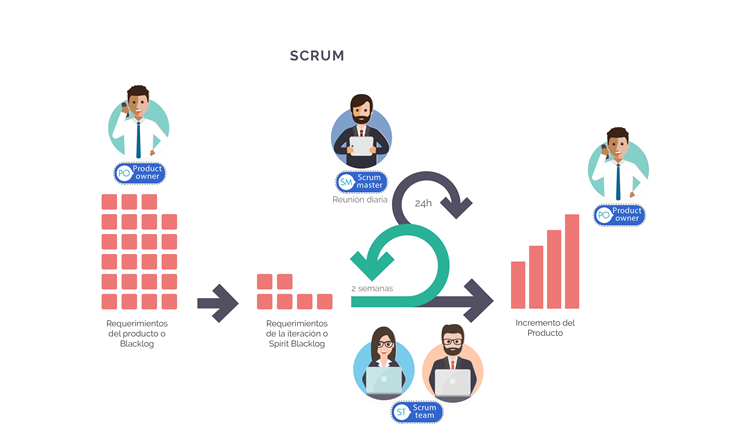 SCRUM
PO Product
owner
SM Scrum
master
Reunión diaria
24h
PO Product
owner
2 semanas
Requerimientos
del producto o
Blacklog
Requerimientos
de la iteración o
Spirit Blacklog
Incremento del
Producto
ST Scrum
team